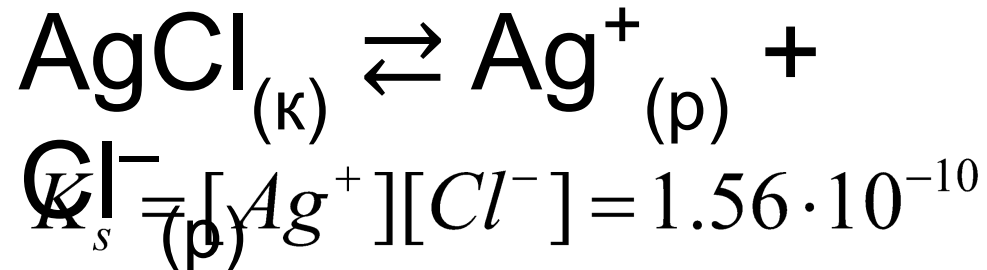 AgCl(к) ⇄ Ag⁺(р) +
Cl⁻(р)
Kₛ = [Ag⁺][Cl⁻] = 1.56·10⁻¹⁰